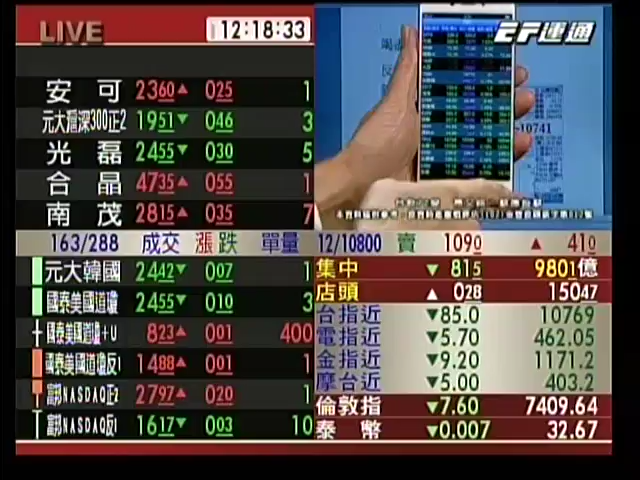 LIVE
12:18:33
EF運通
安可 2360▲ 025 1
元大滬深300正2 1951▼ 046 3
光磊 2455▼ 030 5
合晶 4735▲ 055 1
南茂 2815▲ 035 7
-10741
163/288 成交 漲跌 單量
12/10800 賣 1090 ▲ 410
元大韓國 2442▼ 007 1
國泰美國道瓊 2455▼ 010 3
國泰美國道瓊+U 823▲ 001 400
國泰美國道瓊反1 1488▲ 001 1
富邦NASDAQ正2 2797▲ 020 1
富邦NASDAQ反1 1617▼ 003 10
集中 ▼815 9801億
店頭 ▲028 15047
台指近 ▼85.0 10769
電指近 ▼5.70 462.05
金指近 ▼9.20 1171.2
摩台近 ▼5.00 403.2
倫敦指 ▼7.60 7409.64
泰幣 ▼0.007 32.67